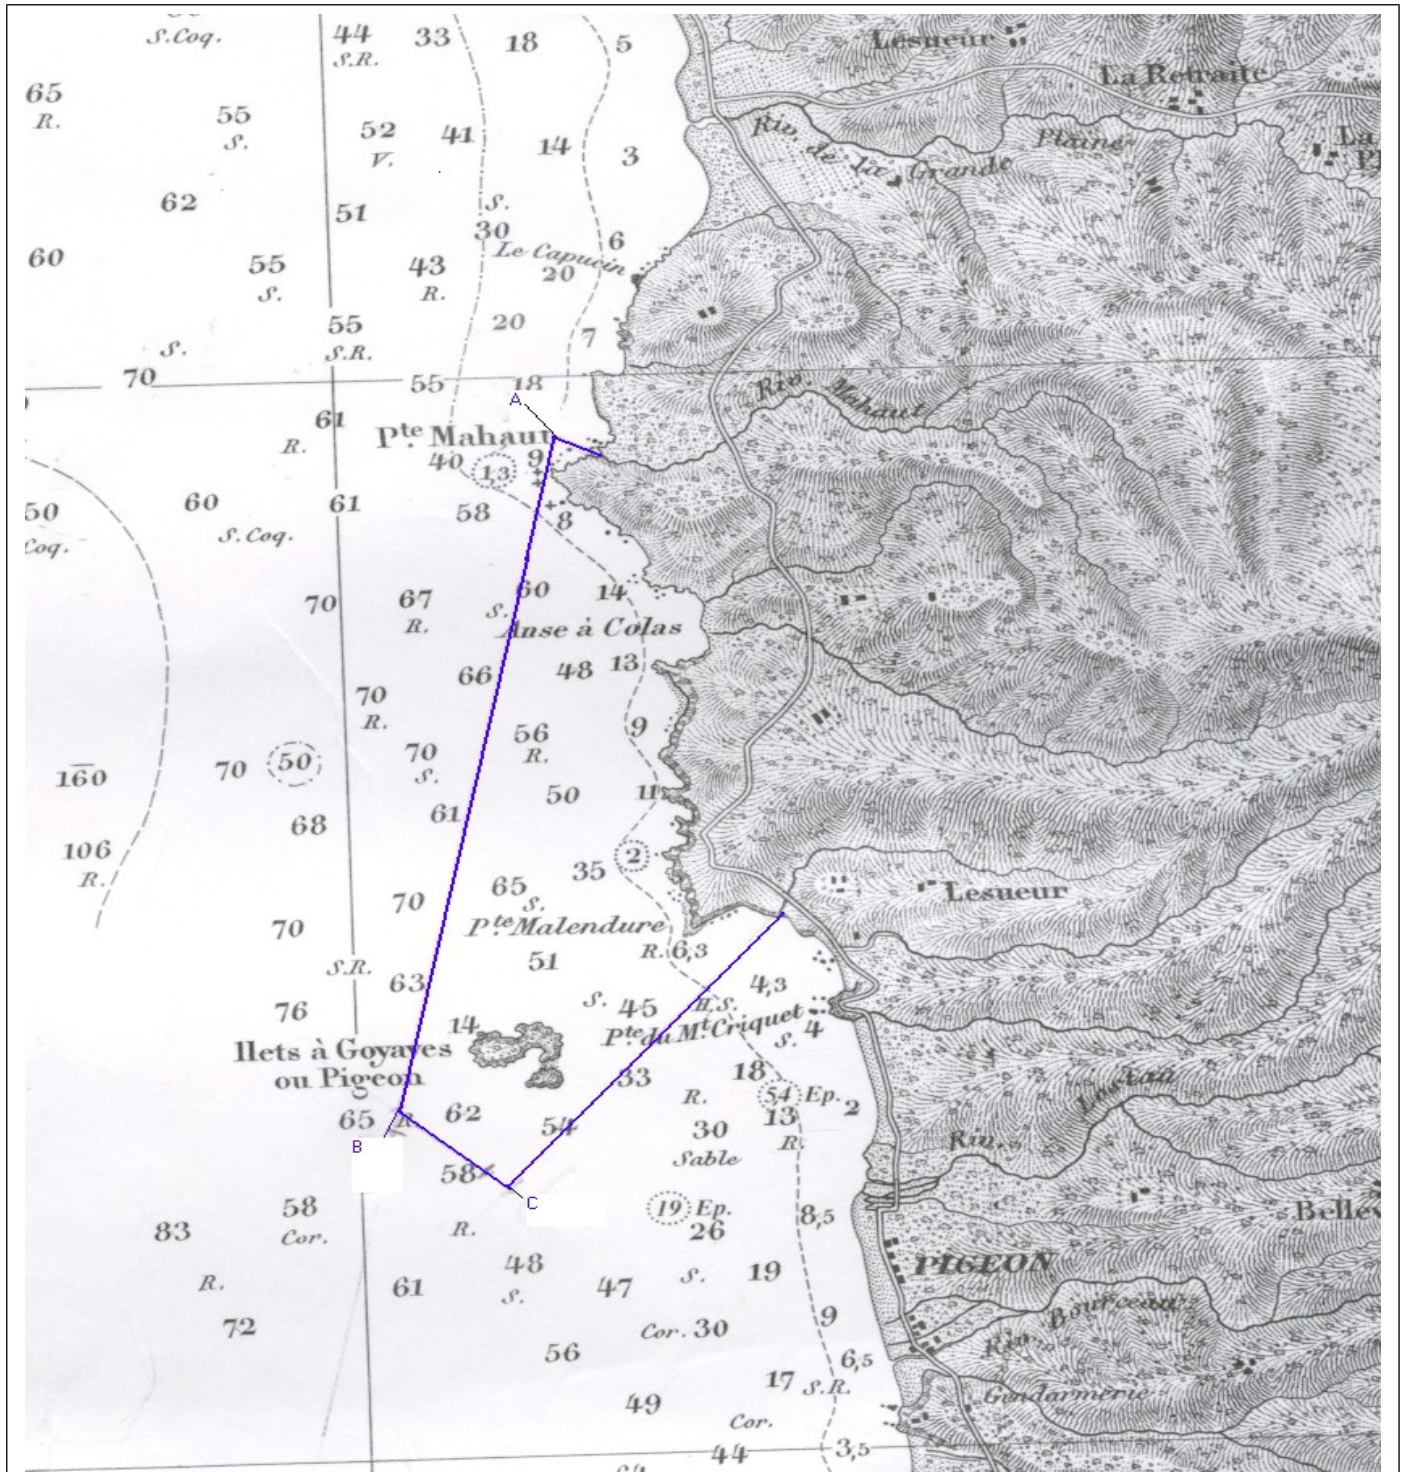 S.Coq. 44 33 18 5 Lesueur
S.R. La Retraite
65
R. 55 52 41 14 3 Riv. de la Grande Plaine La
S. V.
62 51 S.
30 6
60 55 43 Le Capucin
S. R. 20
55 20 7
S. S.R.
70 55 18 Riv. Mahaut
A
61
R. Pte Mahaut
40 13 9
50 60 61 58 8
Coq. S.Coq.
70 67 60 14
R. S.
Anse à Colas
66 48 13
70
R. 56 9
70 R.
160 70 50 S.
50 11
68 61
106 2
R. 35
65 Lesueur
70 S.
70 Pte Malendure
R. 6,3
51
S.R. 63 4,3
76 S. 45 H.S.
14 Pte du Mt Criquet
S. 4
Ilets à Goyaves
ou Pigeon 33 18
R. 54 Ep. 2
65 R. 62 54 13
30 R. Riv. Lostau
B Sable
58
C
58 19 Ep. 8,5 Belles
83 Cor. R. 26
48 PIGEON
R. 61 S. 47 S. 19
72 Cor. 30 9 Riv. Bourceau
56 6,5
17 S.R. Gendarmerie
49
Cor.
44 3,5